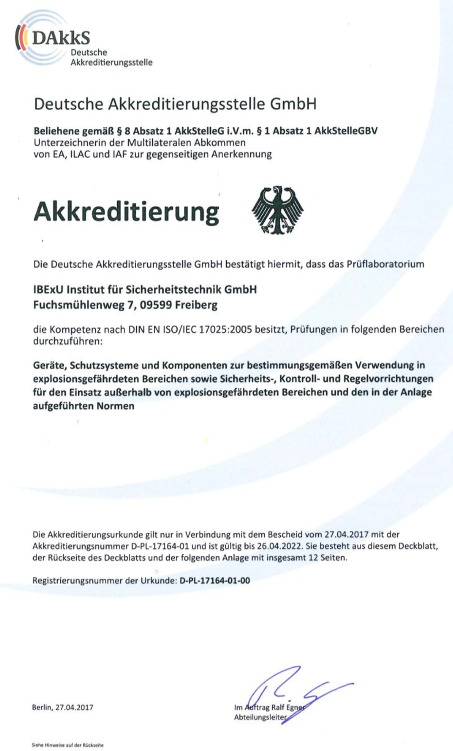 DAkkS
Deutsche
Akkreditierungsstelle
Deutsche Akkreditierungsstelle GmbH
Beliehene gemäß § 8 Absatz 1 AkkStelleG i.V.m. § 1 Absatz 1 AkkStelleGBV
Unterzeichnerin der Multilateralen Abkommen
von EA, ILAC und IAF zur gegenseitigen Anerkennung
Akkreditierung
Die Deutsche Akkreditierungsstelle GmbH bestätigt hiermit, dass das Prüflaboratorium
IBExU Institut für Sicherheitstechnik GmbH
Fuchsmühlenweg 7, 09599 Freiberg
die Kompetenz nach DIN EN ISO/IEC 17025:2005 besitzt, Prüfungen in folgenden Bereichen
durchzuführen:
Geräte, Schutzsysteme und Komponenten zur bestimmungsgemäßen Verwendung in
explosionsgefährdeten Bereichen sowie Sicherheits-, Kontroll- und Regelvorrichtungen
für den Einsatz außerhalb von explosionsgefährdeten Bereichen und den in der Anlage
aufgeführten Normen
Die Akkreditierungsurkunde gilt nur in Verbindung mit dem Bescheid vom 27.04.2017 mit der
Akkreditierungsnummer D-PL-17164-01 und ist gültig bis 26.04.2022. Sie besteht aus diesem Deckblatt,
der Rückseite des Deckblatts und der folgenden Anlage mit insgesamt 12 Seiten.
Registrierungsnummer der Urkunde: D-PL-17164-01-00
Berlin, 27.04.2017
Im Auftrag Ralf Egner
Abteilungsleiter
Siehe Hinweise auf der Rückseite